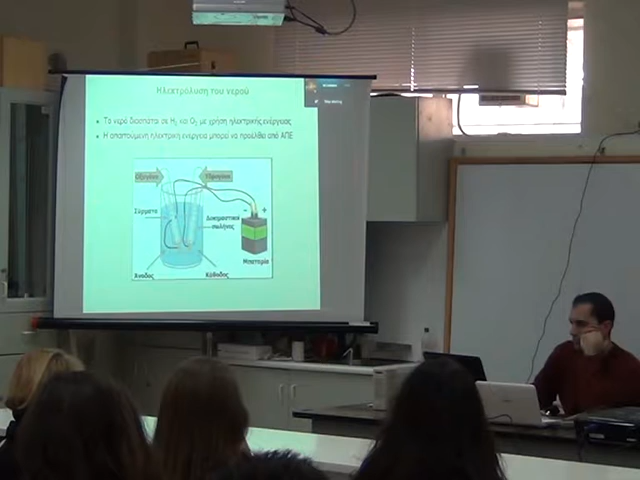 Ηλεκτρόλυση του νερού
• Το νερό διασπάται σε H₂ και O₂ με χρήση ηλεκτρικής ενέργειας
• Η απαιτούμενη ηλεκτρική ενέργεια μπορεί να προέλθει από ΑΠΕ
Οξυγόνο Υδρογόνο
Σύρματα Δοκιμαστικοί
σωλήνες
- +
Μπαταρία
Άνοδος Κάθοδος